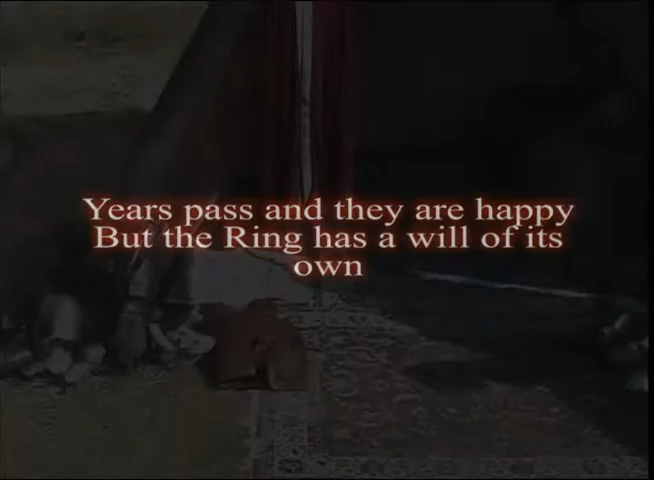 Years pass and they are happy
But the Ring has a will of its
own